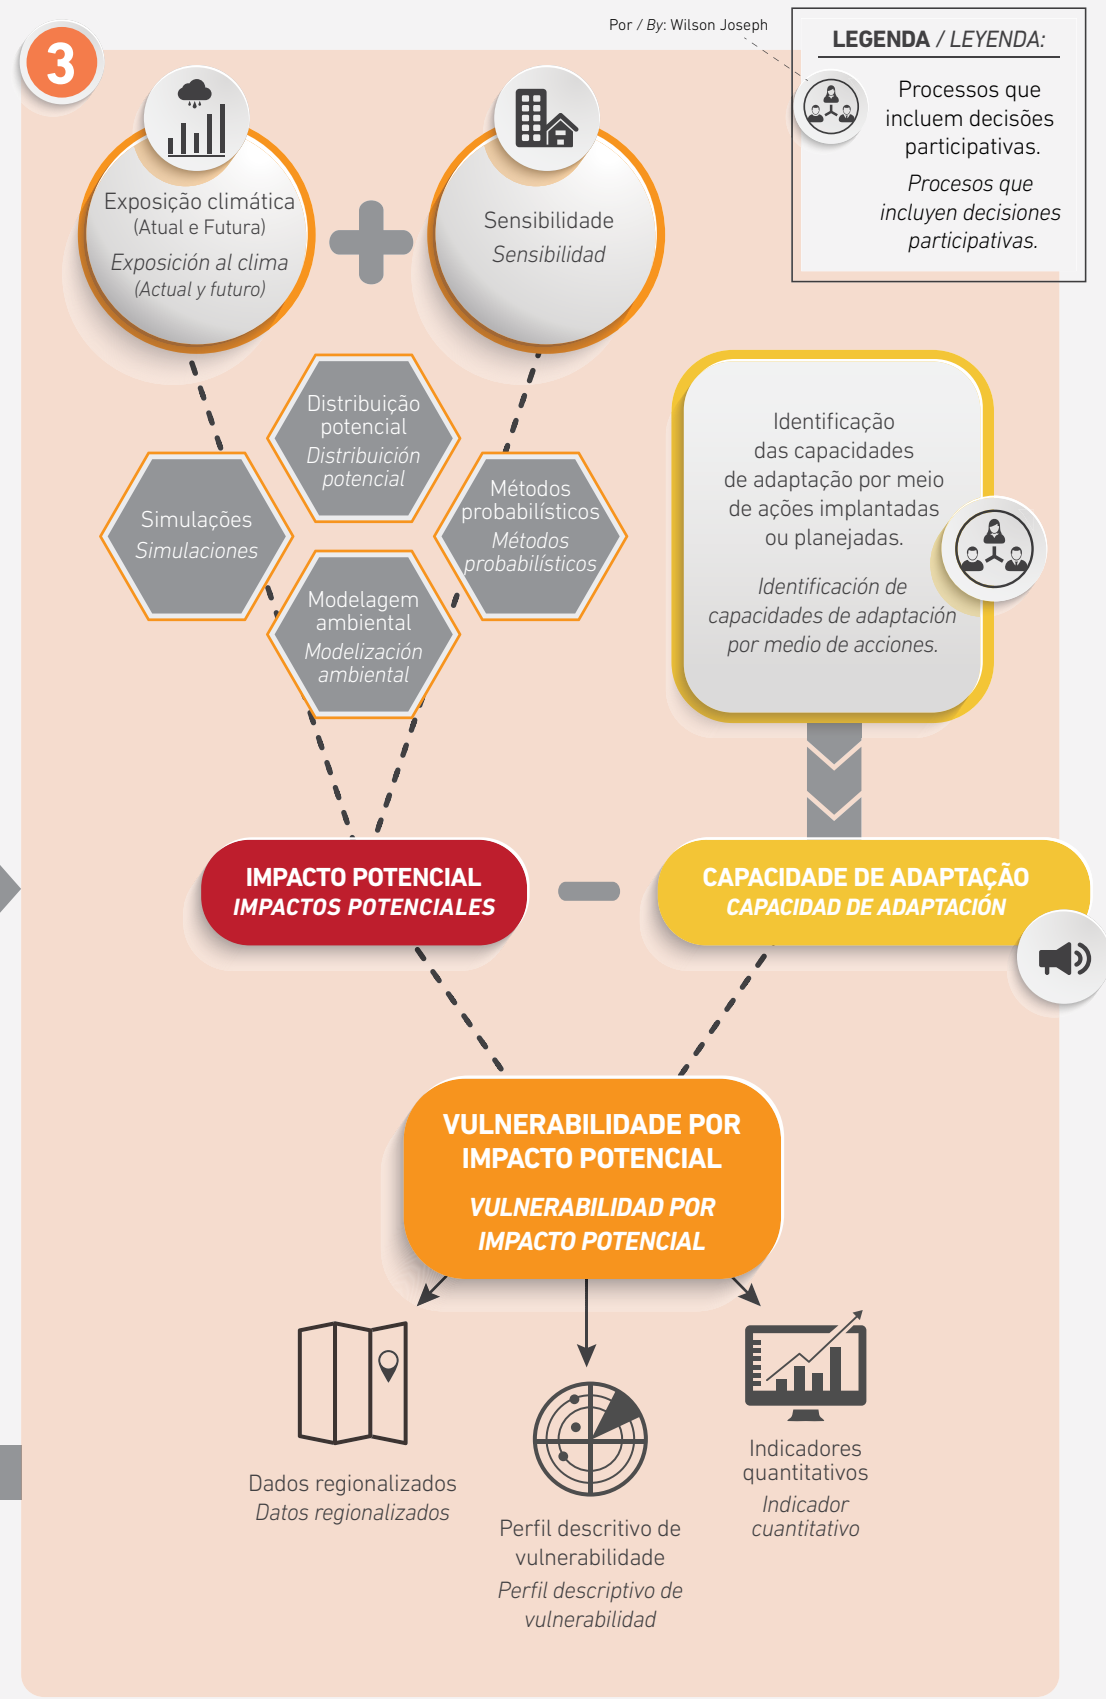 3
Por / By: Wilson Joseph
LEGENDA / LEYENDA:
Processos que
incluem decisões
participativas.
Procesos que
incluyen decisiones
participativas.
Exposição climática
(Atual e Futura)
Exposición al clima
(Actual y futuro)
Sensibilidade
Sensibilidad
Distribuição
potencial
Distribuición
potencial
Simulações
Simulaciones
Métodos
probabilísticos
Métodos
probabilísticos
Modelagem
ambiental
Modelización
ambiental
Identificação
das capacidades
de adaptação por meio
de ações implantadas
ou planejadas.
Identificación de
capacidades de adaptación
por medio de acciones.
IMPACTO POTENCIAL
IMPACTOS POTENCIALES
CAPACIDADE DE ADAPTAÇÃO
CAPACIDAD DE ADAPTACIÓN
VULNERABILIDADE POR
IMPACTO POTENCIAL
VULNERABILIDAD POR
IMPACTO POTENCIAL
Dados regionalizados
Datos regionalizados
Perfil descritivo de
vulnerabilidade
Perfil descriptivo de
vulnerabilidad
Indicadores
quantitativos
Indicador
cuantitativo